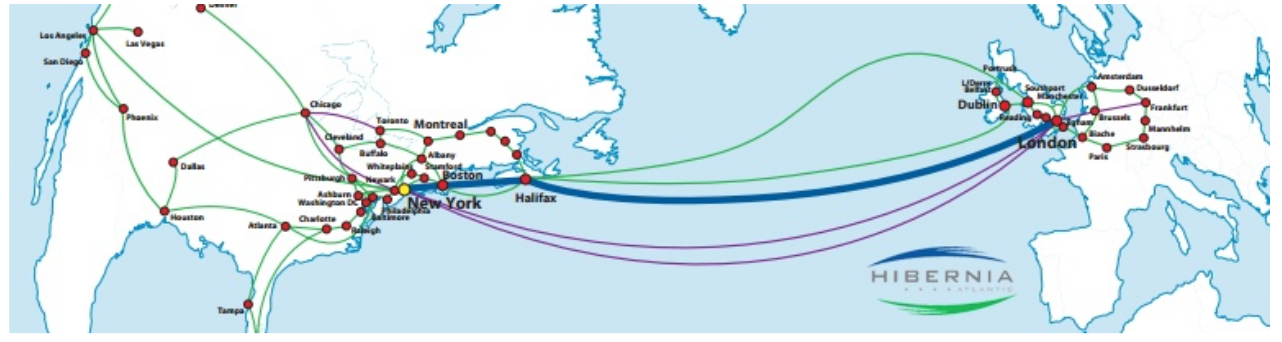 Denver
Los Angeles
Las Vegas
San Diego
Phoenix
Dallas
Houston
Chicago
Toronto
Montreal
Cleveland
Buffalo
Albany
Whiteplains
Stamford
Pittsburgh
Newark
Boston
Ashburn
Washington DC
New York
Philadelphia
Baltimore
Halifax
Charlotte
Atlanta
Raleigh
Tampa
Portrush
L/Derry
Belfast
Dublin
Southport
Manchester
Reading
London
Amsterdam
Dusseldorf
Frankfurt
Brussels
Mannheim
Biache
Strasbourg
Paris
HIBERNIA
ATLANTIC